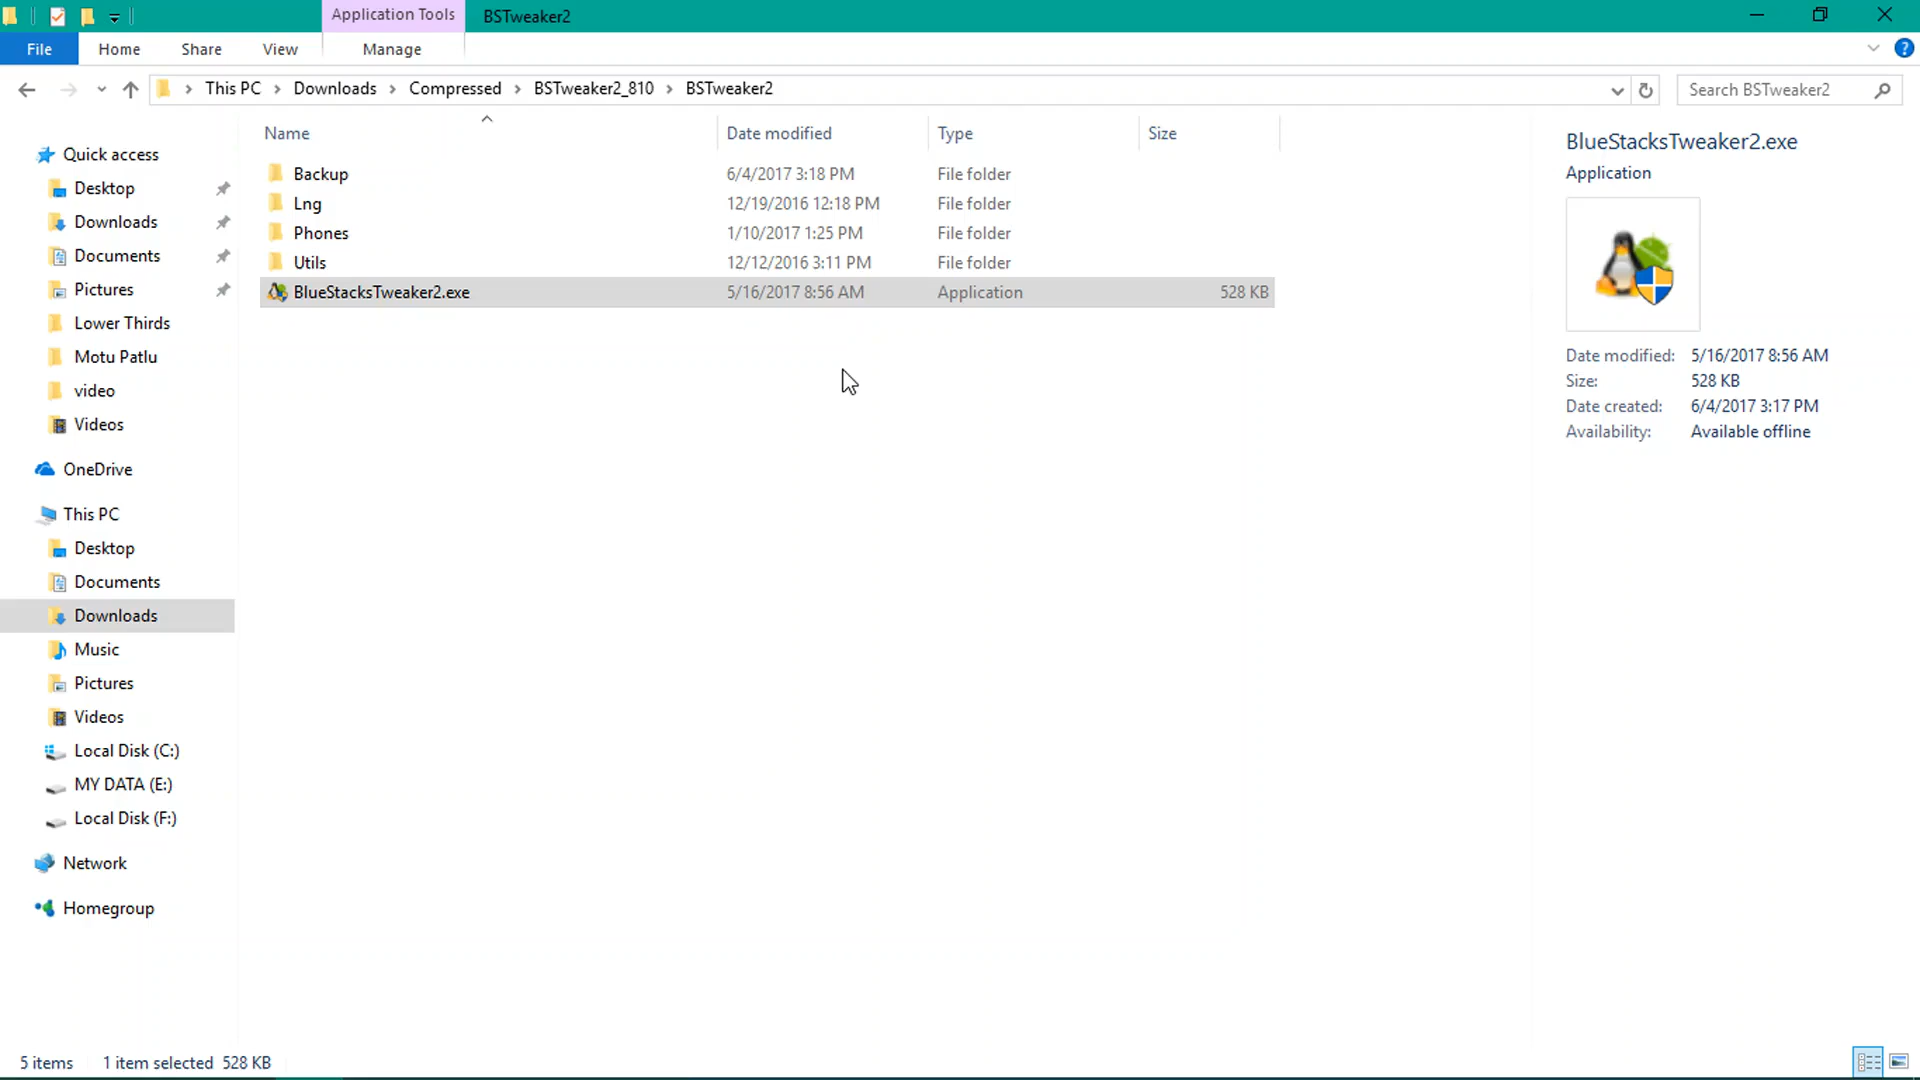 Application Tools
BSTweaker2
File
Home
Share
View
Manage
This PC
Downloads
Compressed
BSTweaker2_810
BSTweaker2
Search BSTweaker2
Name
Date modified
Type
Size
Backup
6/4/2017 3:18 PM
File folder
Lng
12/19/2016 12:18 PM
File folder
Phones
1/10/2017 1:25 PM
File folder
Utils
12/12/2016 3:11 PM
File folder
BlueStacksTweaker2.exe
5/16/2017 8:56 AM
Application
528 KB
Quick access
Desktop
Downloads
Documents
Pictures
Lower Thirds
Motu Patlu
video
Videos
OneDrive
This PC
Desktop
Documents
Downloads
Music
Pictures
Videos
Local Disk (C:)
MY DATA (E:)
Local Disk (F:)
Network
Homegroup
BlueStacksTweaker2.exe
Application
Date modified: 5/16/2017 8:56 AM
Size: 528 KB
Date created: 6/4/2017 3:17 PM
Availability: Available offline
5 items
1 item selected 528 KB